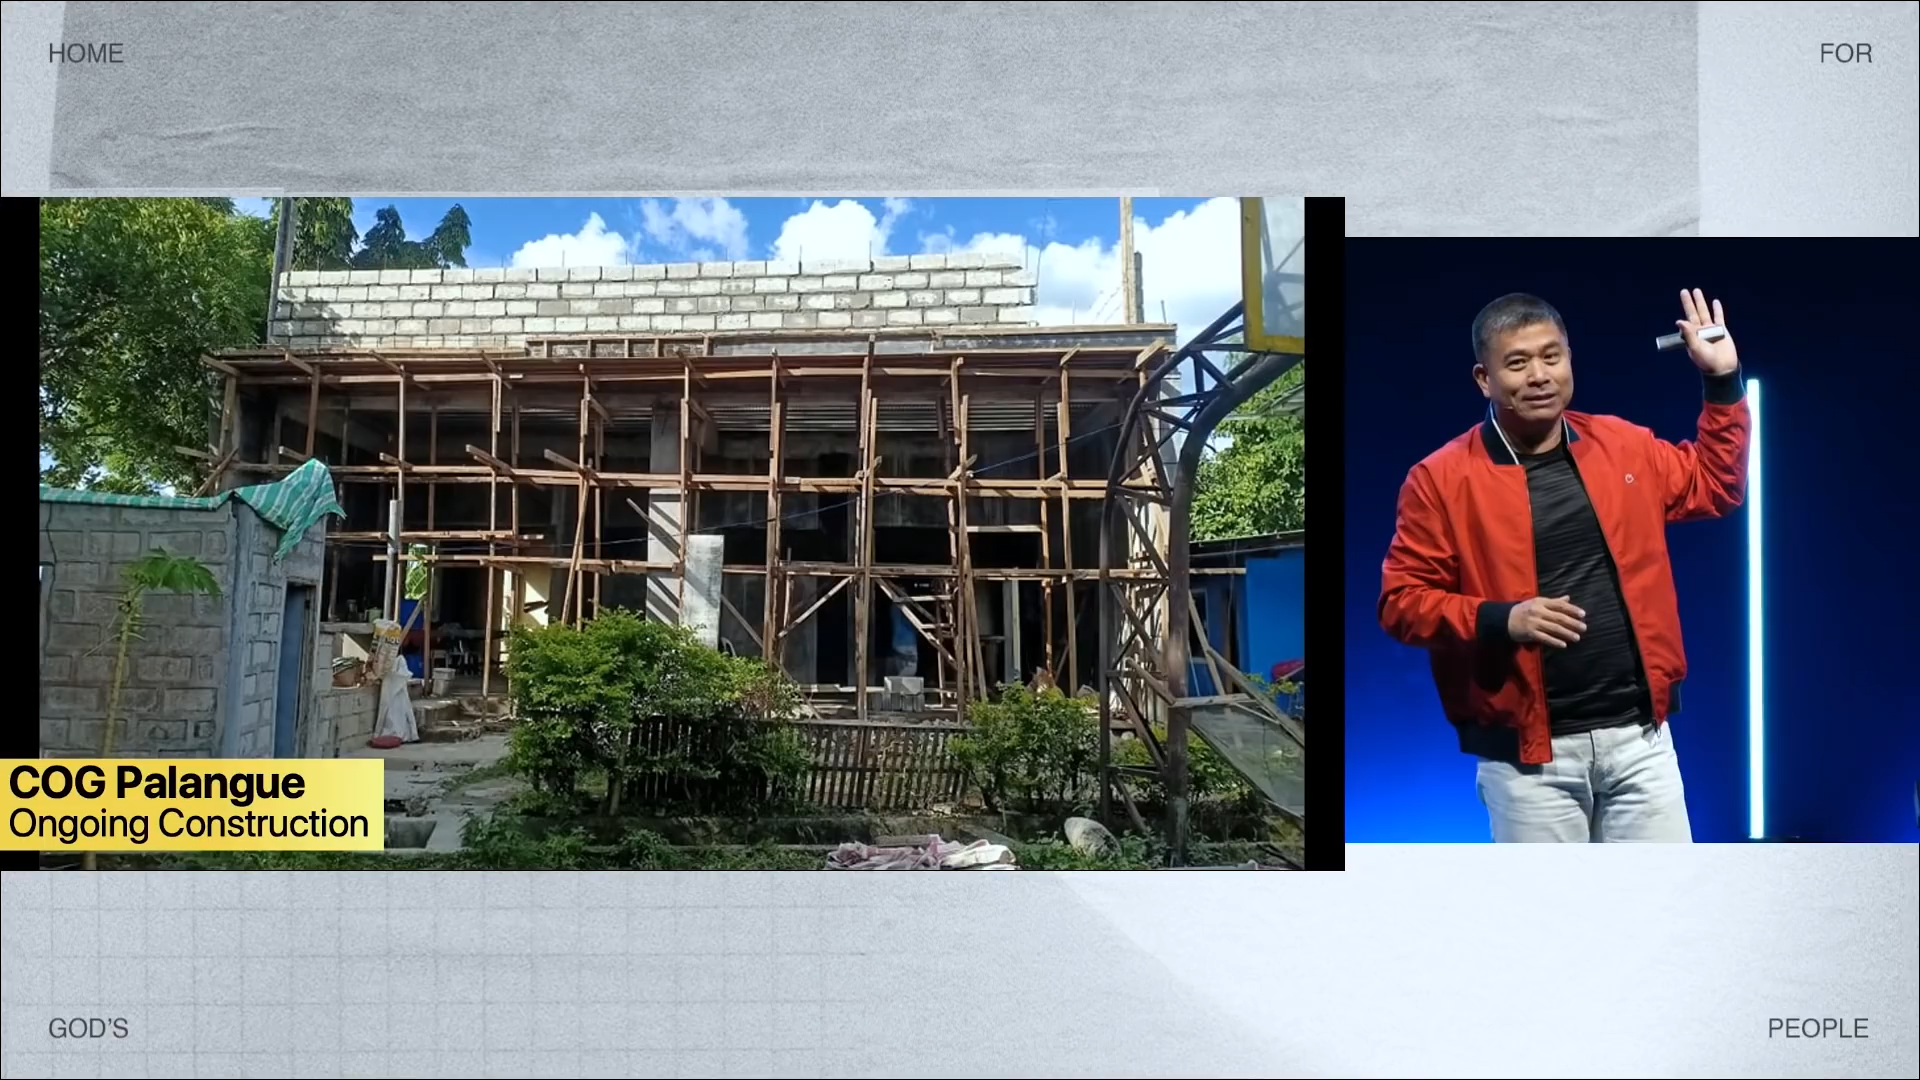 HOME
FOR
COG Palangue
Ongoing Construction
GOD'S
PEOPLE